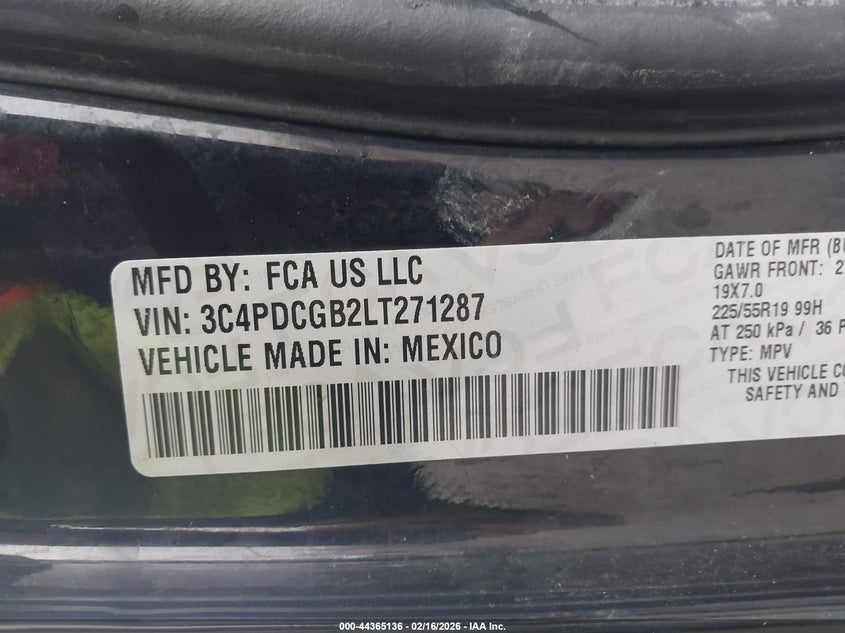 MFD BY: FCA US LLC
VIN: 3C4PDCGB2LT271287
VEHICLE MADE IN: MEXICO
DATE OF MFR
GAWR FRONT:
19X7.0
225/55R19 99H
AT 250 kPa / 36
TYPE: MPV
THIS VEHICLE
SAFETY AND
000-44365136 - 02/16/2026 - IAA Inc.